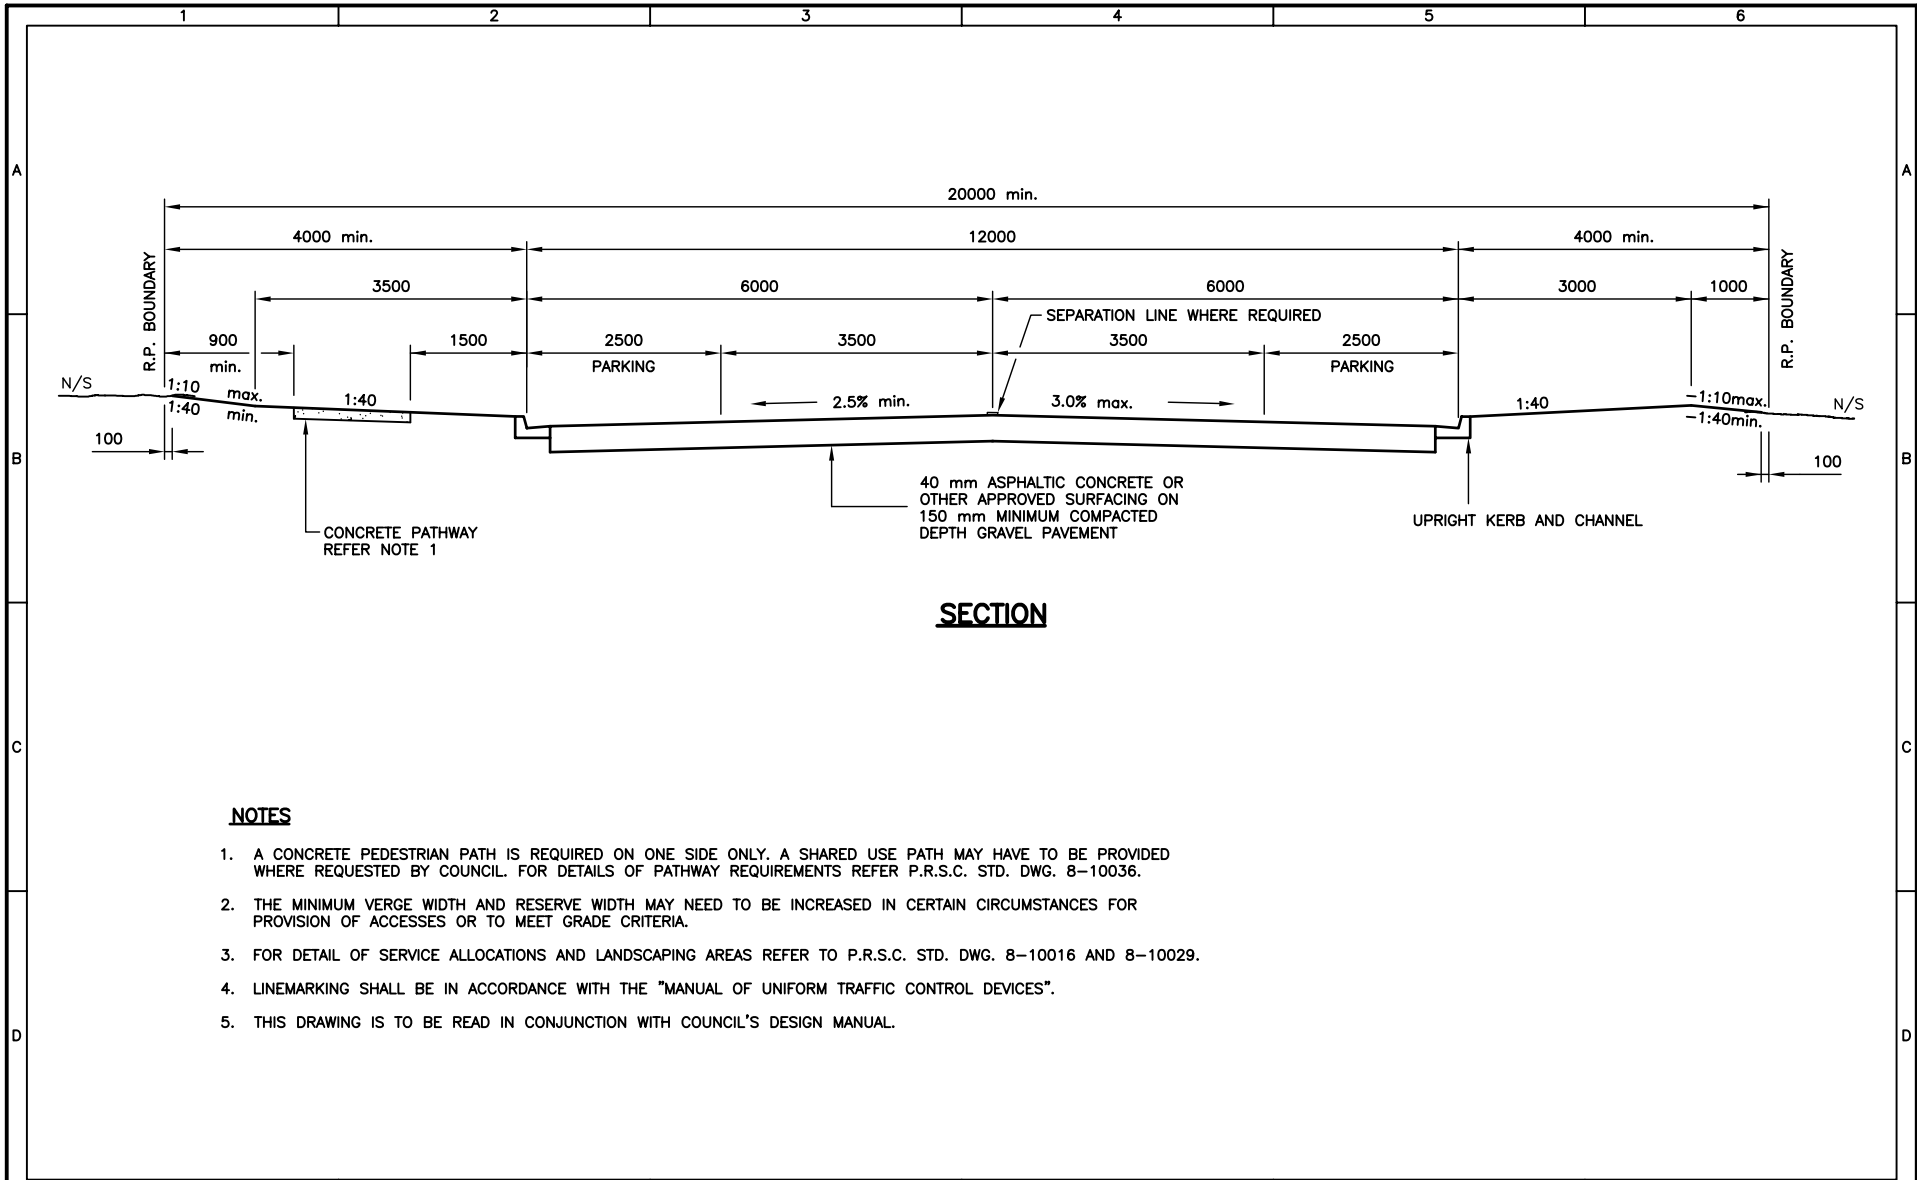 1 2 3 4 5 6
A A
20000 min.
4000 min. 12000 4000 min.
R.P. BOUNDARY
R.P. BOUNDARY
3500 6000 6000 3000 1000
SEPARATION LINE WHERE REQUIRED
900 1500 2500 3500 3500 2500
min. PARKING PARKING
N/S 1:10 max. 1:40 2.5% min. 3.0% max. 1:40 -1:10max. N/S
1:40 min. -1:40min.
100
B B
100
40 mm ASPHALTIC CONCRETE OR
OTHER APPROVED SURFACING ON
150 mm MINIMUM COMPACTED
DEPTH GRAVEL PAVEMENT
UPRIGHT KERB AND CHANNEL
CONCRETE PATHWAY
REFER NOTE 1
SECTION
C C
NOTES
1. A CONCRETE PEDESTRIAN PATH IS REQUIRED ON ONE SIDE ONLY. A SHARED USE PATH MAY HAVE TO BE PROVIDED
WHERE REQUESTED BY COUNCIL. FOR DETAILS OF PATHWAY REQUIREMENTS REFER P.R.S.C. STD. DWG. 8-10036.
2. THE MINIMUM VERGE WIDTH AND RESERVE WIDTH MAY NEED TO BE INCREASED IN CERTAIN CIRCUMSTANCES FOR
PROVISION OF ACCESSES OR TO MEET GRADE CRITERIA.
3. FOR DETAIL OF SERVICE ALLOCATIONS AND LANDSCAPING AREAS REFER TO P.R.S.C. STD. DWG. 8-10016 AND 8-10029.
4. LINEMARKING SHALL BE IN ACCORDANCE WITH THE "MANUAL OF UNIFORM TRAFFIC CONTROL DEVICES".
5. THIS DRAWING IS TO BE READ IN CONJUNCTION WITH COUNCIL'S DESIGN MANUAL.
D D